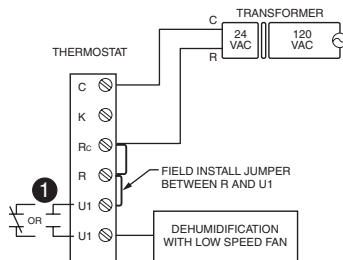 TRANSFORMER
C
24
VAC
120
VAC
R
THERMOSTAT
C
K
Rc
R
FIELD INSTALL JUMPER
BETWEEN R AND U1
1
U1
OR
U1
DEHUMIDIFICATION
WITH LOW SPEED FAN